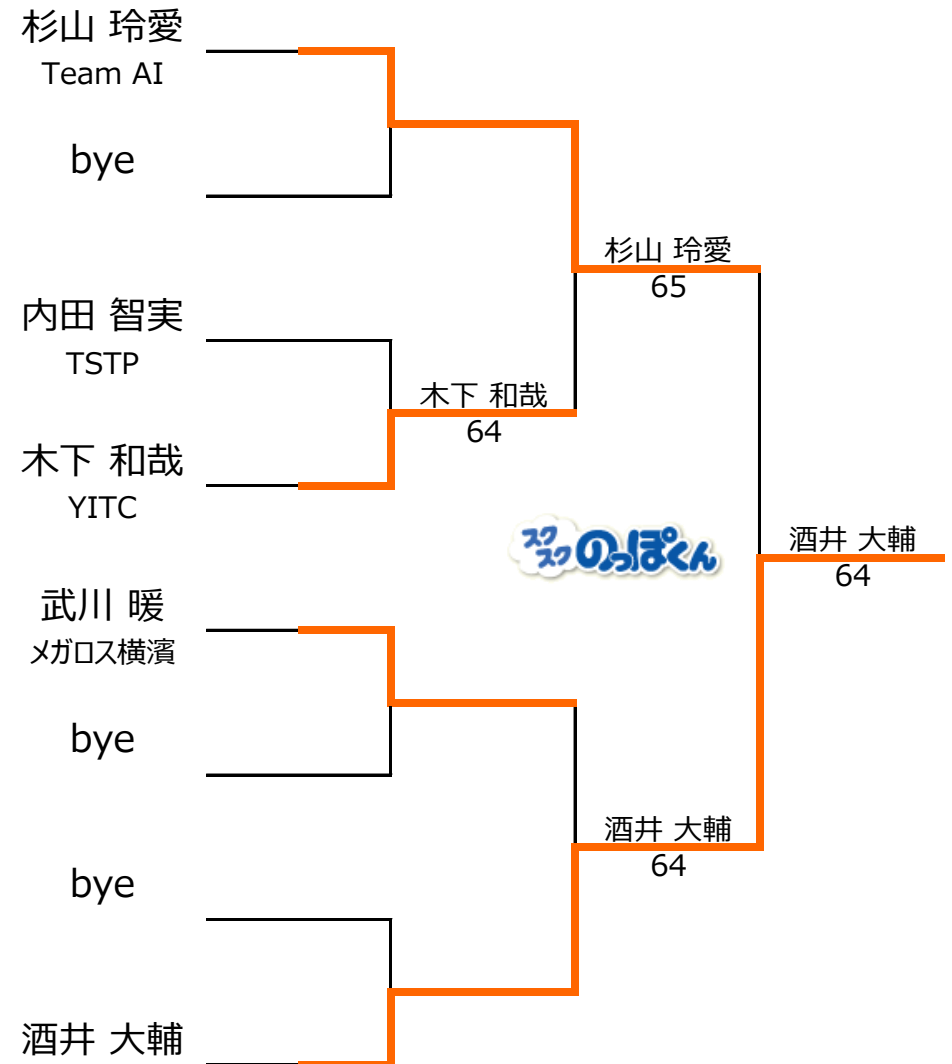 杉山 玲愛
Team AI
bye
杉山 玲愛
65
内田 智実
TSTP
木下 和哉
64
木下 和哉
YITC
スクスク のっぽくん
酒井 大輔
64
武川 暖
メガロス横濱
bye
酒井 大輔
64
bye
酒井 大輔